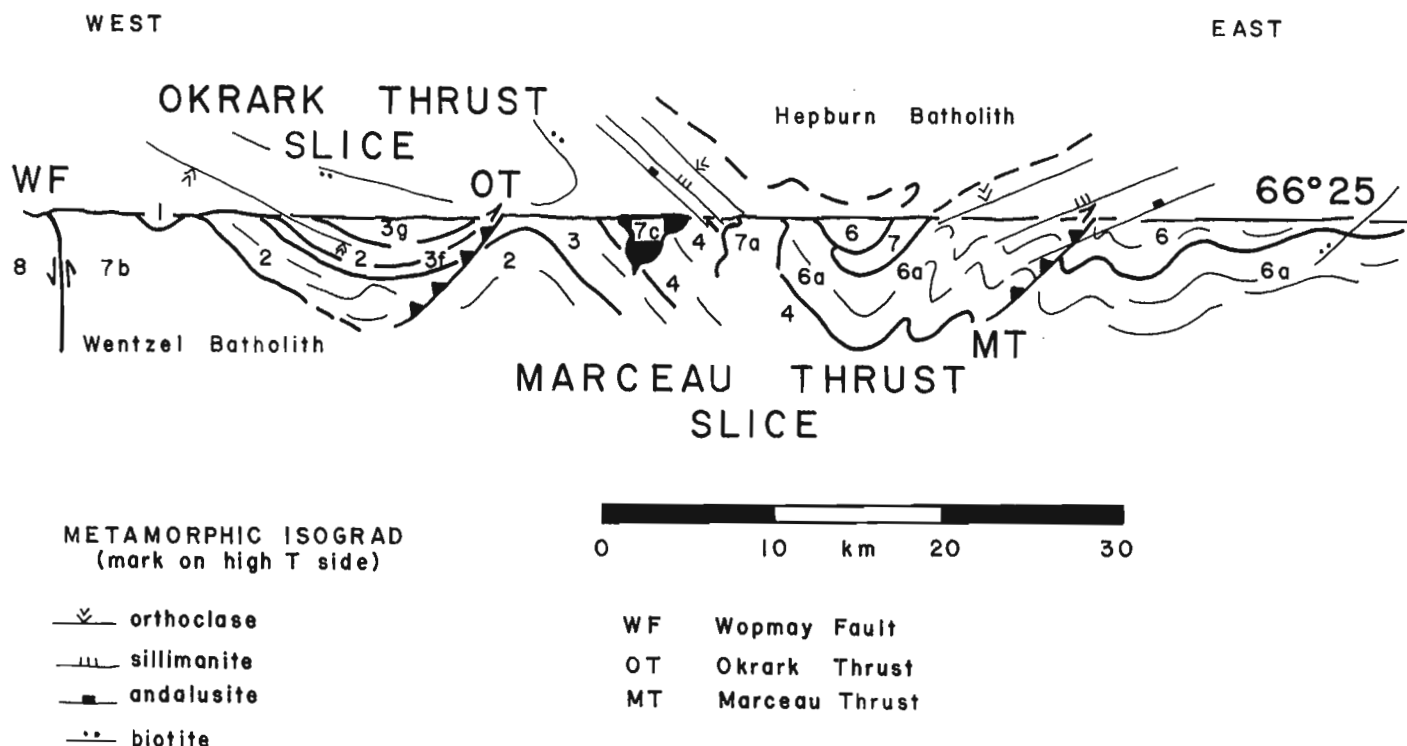 WEST
EAST
OKRARK THRUST
SLICE
Hepburn Batholith
WF
OT
66°25
1
3g
2
2
3f
2
3
7c
4
4
7a
6
7
6a
6a
4
6
6a
8
7b
Wentzel Batholith
MT
MARCEAU THRUST
SLICE
METAMORPHIC ISOGRAD
(mark on high T side)
0 10 km 20 30
orthoclase
sillimanite
andalusite
biotite
WF Wopmay Fault
OT Okrark Thrust
MT Marceau Thrust